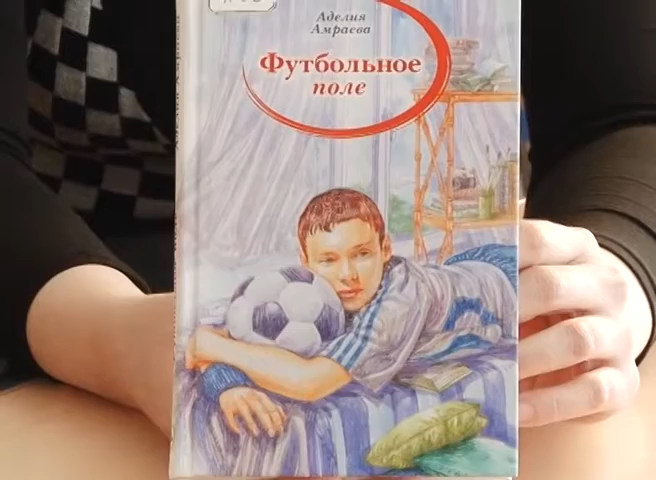 Аделия
Амраева
Футбольное
поле